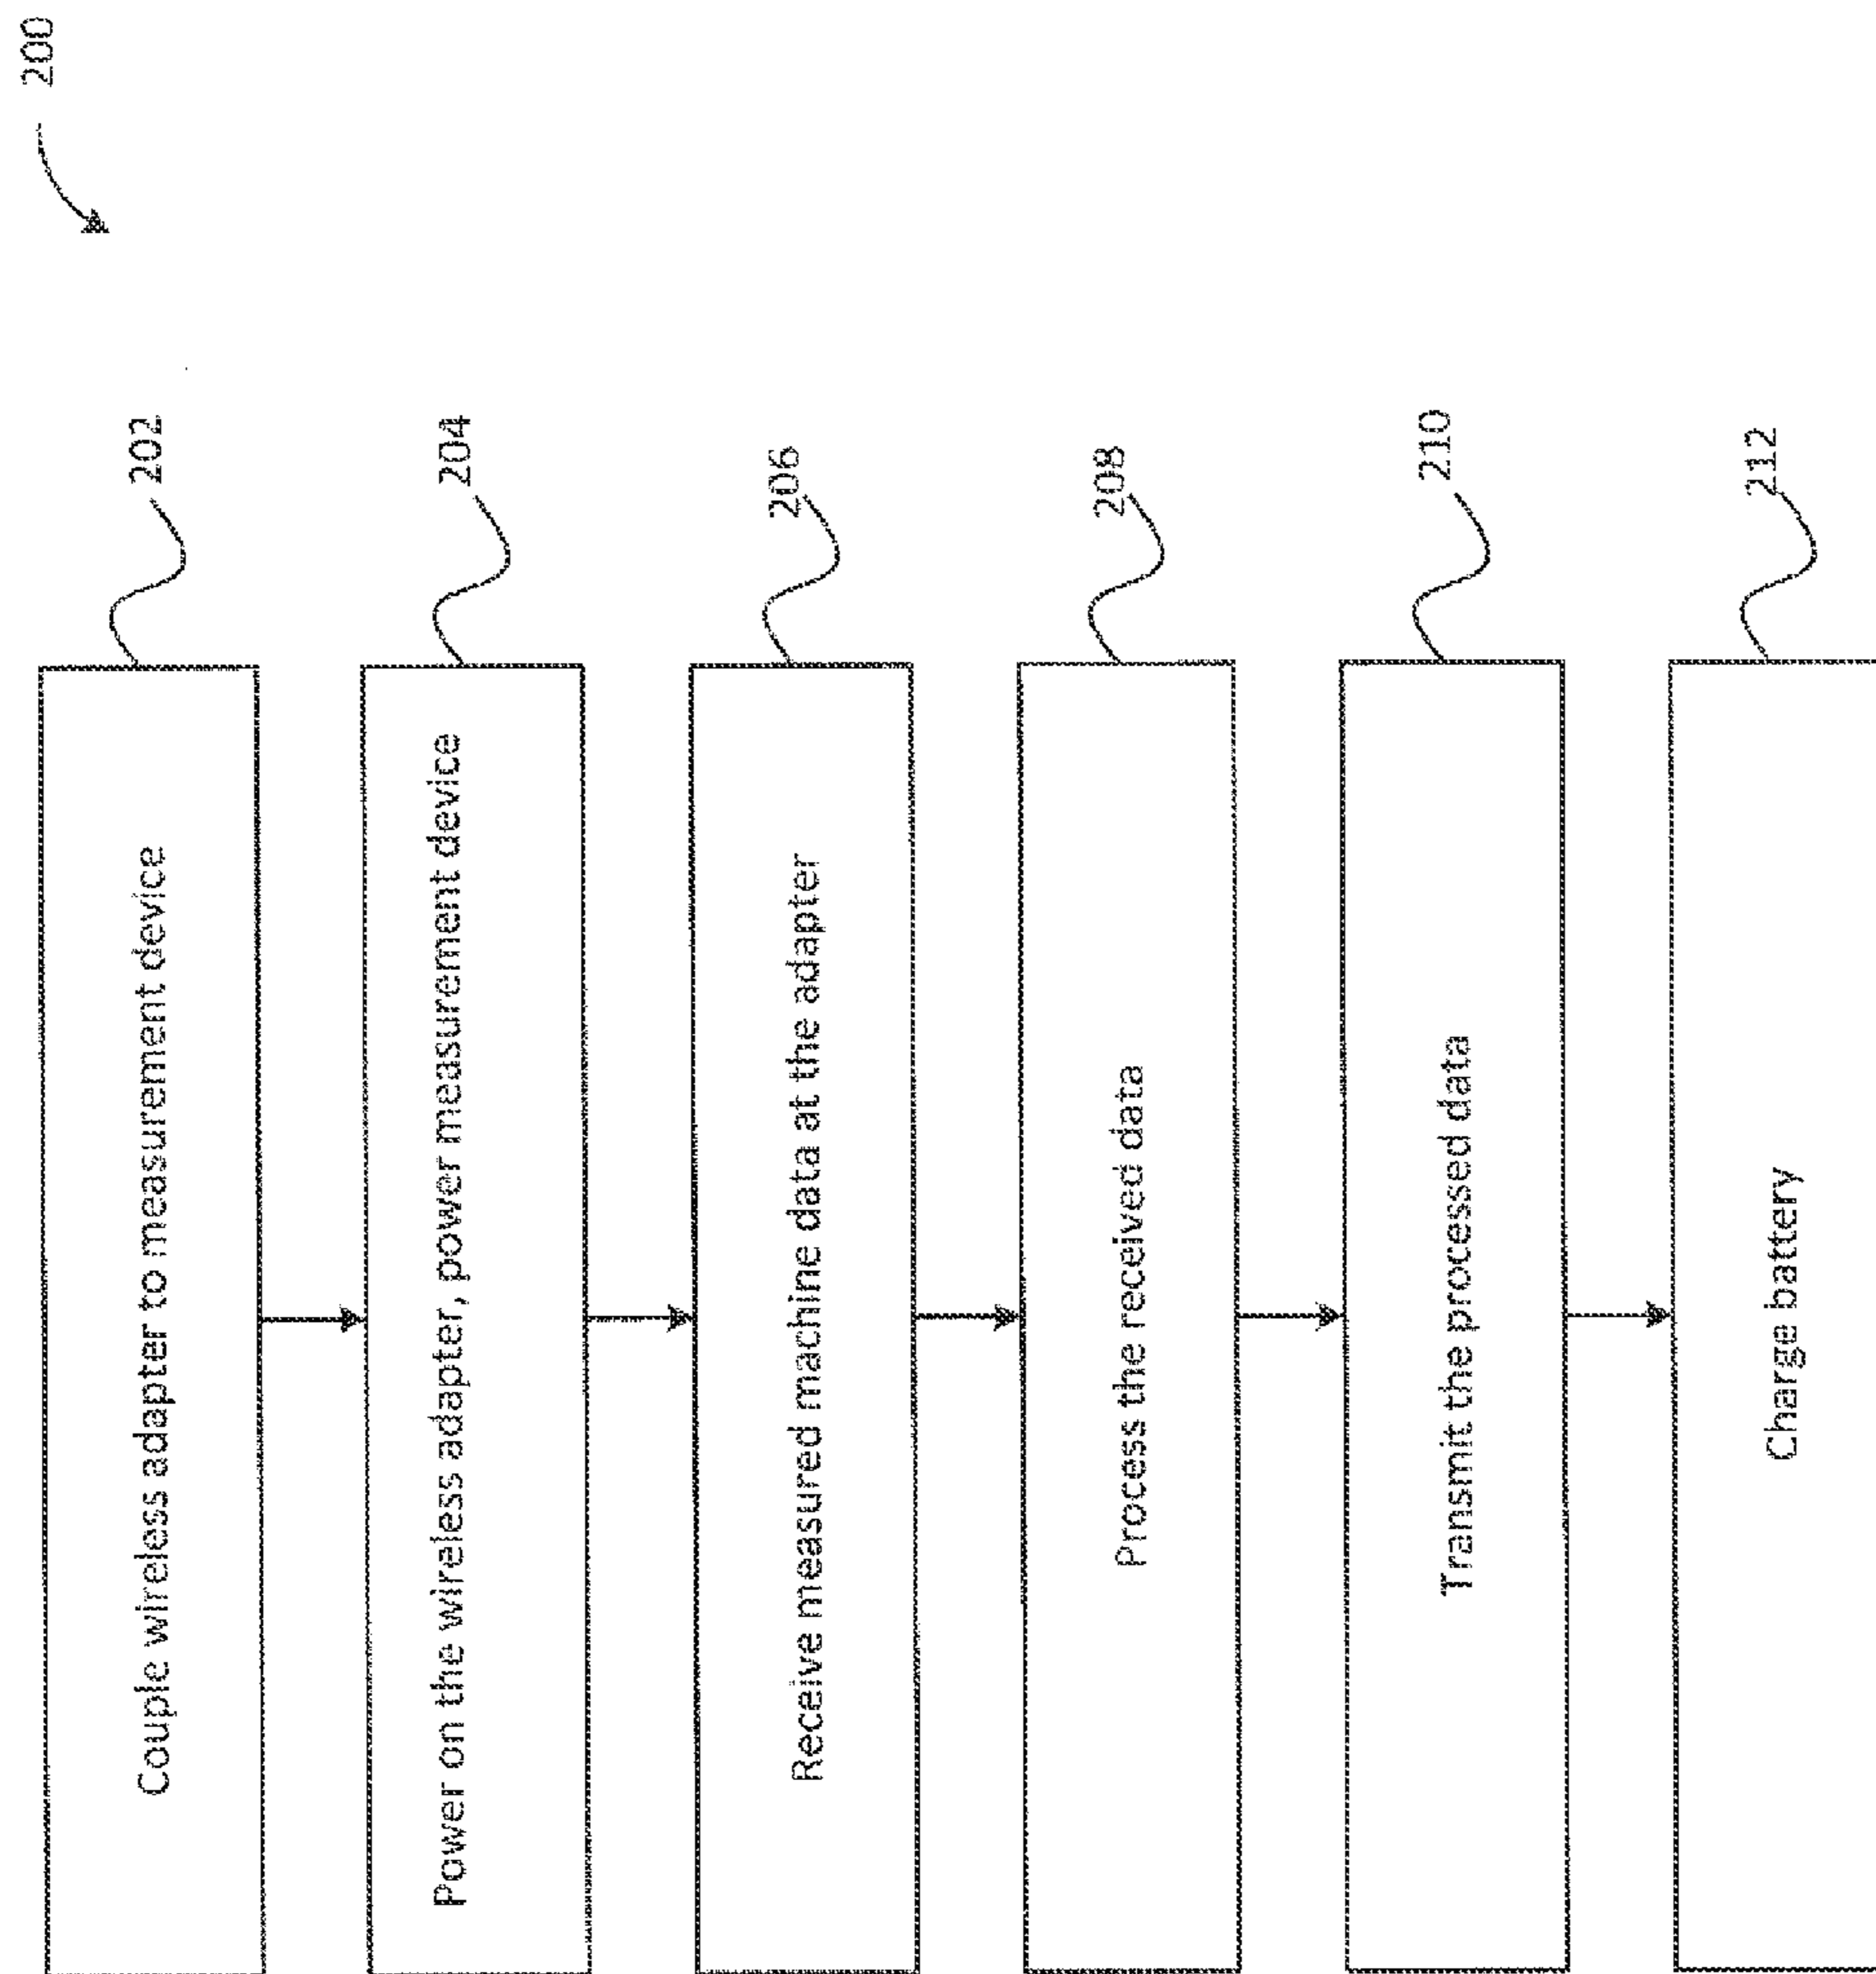 200
Couple wireless adapter to measurement device
202
Power on the wireless adapter, power measurement device
204
Receive measured machine data at the adapter
206
Process the received data
208
Transmit the processed data
210
Charge battery
212